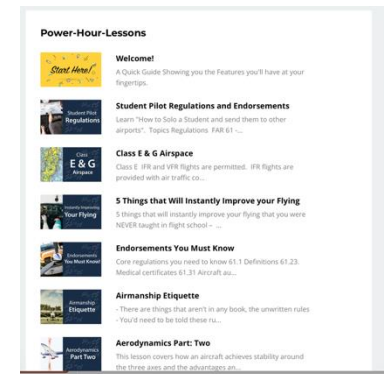 Power-Hour-Lessons
Start Here!
Welcome!
A Quick Guide Showing you the Features you'll have at your
fingertips.
Student Pilot
Regulations
Student Pilot Regulations and Endorsements
Learn "How to Solo a Student and send them to other
airports". Topics Regulations FAR 61 -...
Class
E & G
Airspace
Class E & G Airspace
Class E IFR and VFR flights are permitted. IFR flights are
provided with air traffic co...
Instantly Improving
Your Flying
5 Things that Will Instantly Improve your Flying
5 things that will instantly improve your flying that you were
NEVER taught in flight school – ...
Endorsements
You Must Know!
Endorsements You Must Know
Core regulations you need to know 61.1 Definitions 61.23.
Medical certificates 61.31 Aircraft au...
Airmanship
Etiquette
Airmanship Etiquette
- There are things that aren't in any book, the unwritten rules
- You'd need to be told these ru...
Aerodynamics
Part Two
Aerodynamics Part: Two
This lesson covers how an aircraft achieves stability around
the three axes and the advantages an...